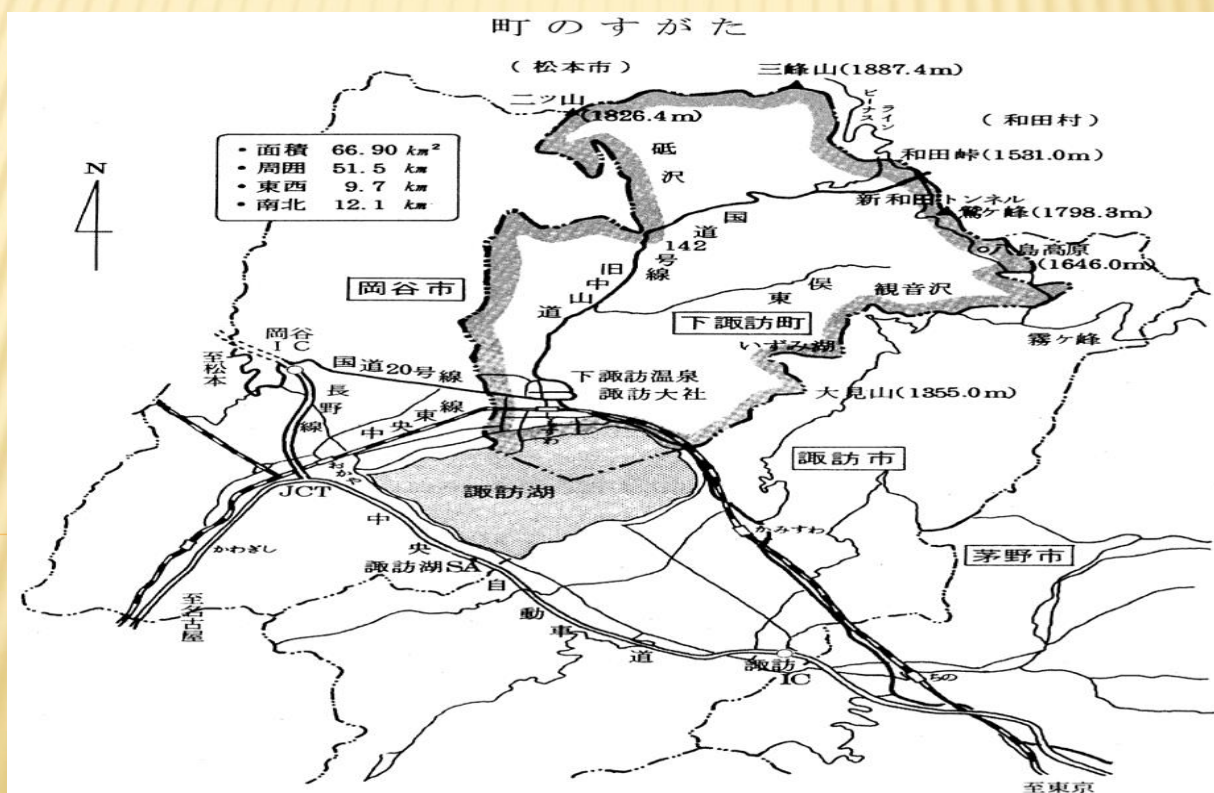 町のすがた
(松本市)
三峰山(1887.4m)
二ツ山
(1826.4m)
ビーナス
ライン
(和田村)
・面積 66.90 km²
・周囲 51.5 km
・東西 9.7 km
・南北 12.1 km
N
砥沢
和田峠(1531.0m)
新和田トンネル
鷲ヶ峰(1798.3m)
国道142号線
八島高原
(1646.0m)
旧中山道
岡谷市
東俣
観音沢
下諏訪町
いずみ湖
霧ヶ峰
岡谷
IC
至松本
国道20号線
下諏訪温泉
諏訪大社
大見山(1355.0m)
長野線
中央東線
すわ
おかや
諏訪市
諏訪湖
JCT
かみすわ
かわぎし
中央自動車道
諏訪湖SA
茅野市
至名古屋
諏訪
IC
ちの
至東京